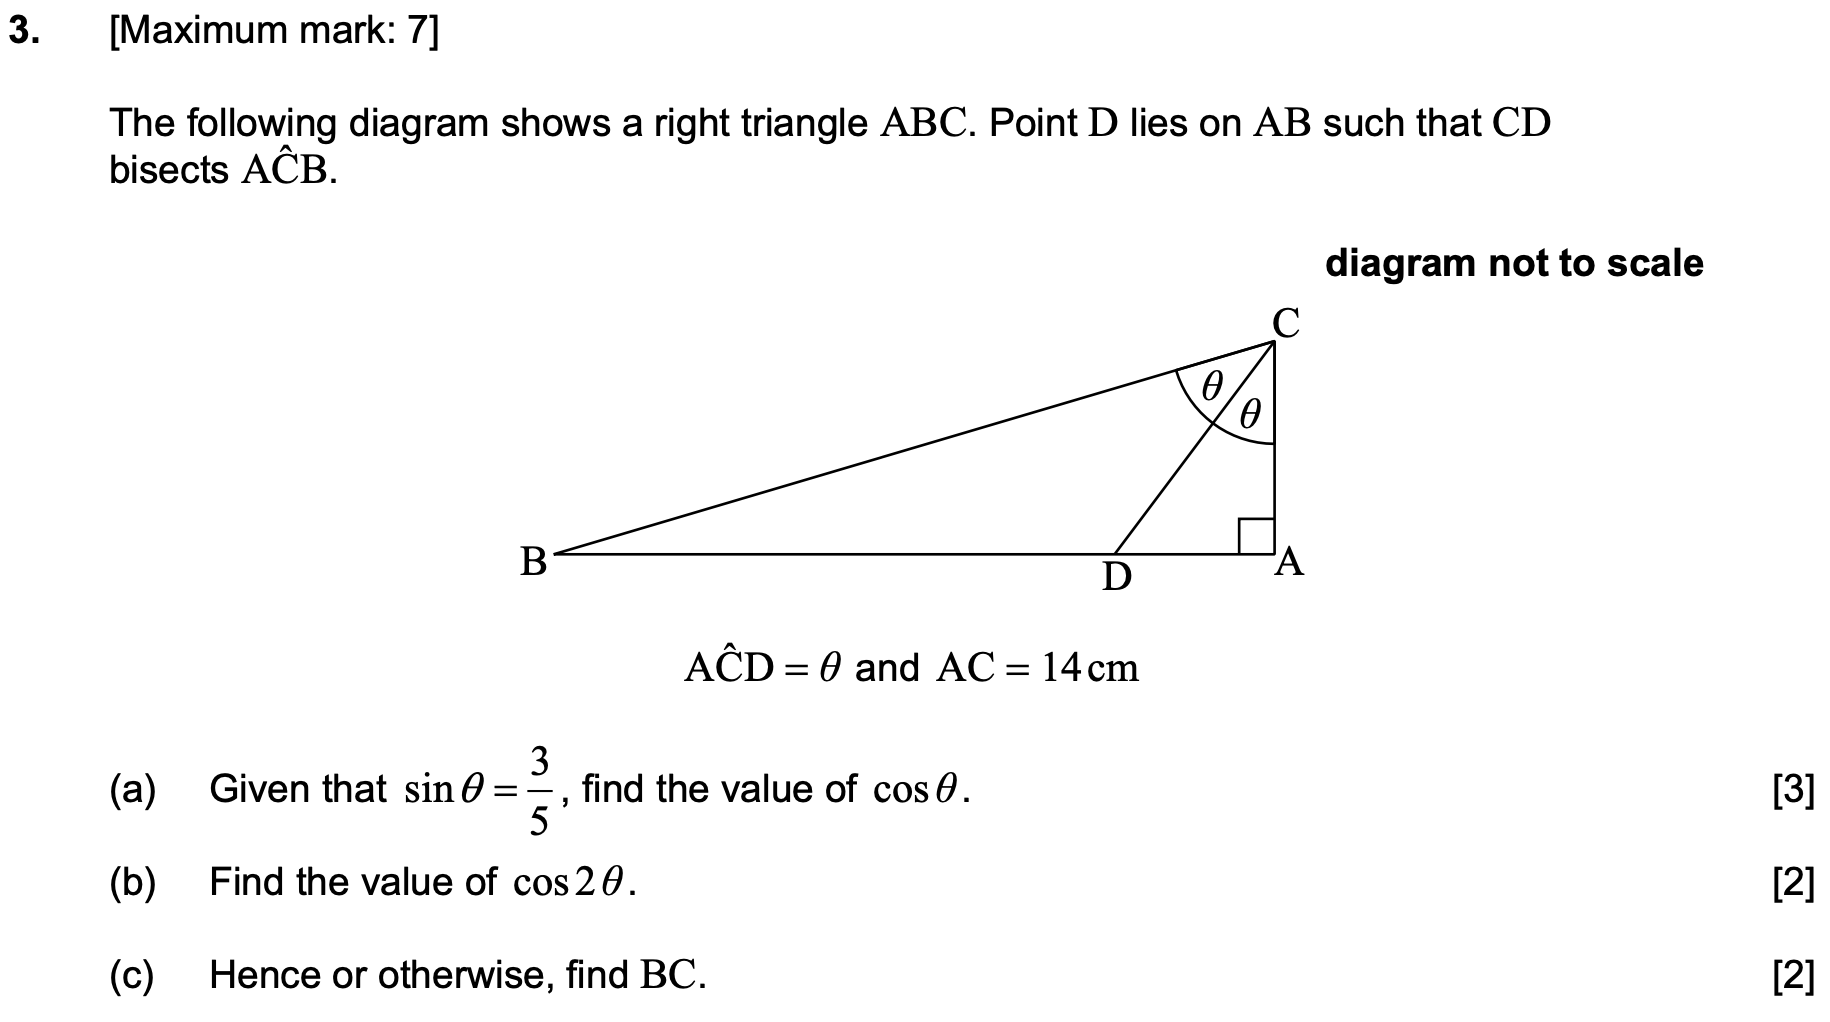 3. [Maximum mark: 7]
The following diagram shows a right triangle ABC. Point D lies on AB such that CD
bisects AĈB.
diagram not to scale
C
θ
θ
B
D
A
AĈD = θ and AC = 14 cm
(a) Given that sin θ = 3/5, find the value of cos θ. [3]
(b) Find the value of cos 2θ. [2]
(c) Hence or otherwise, find BC. [2]